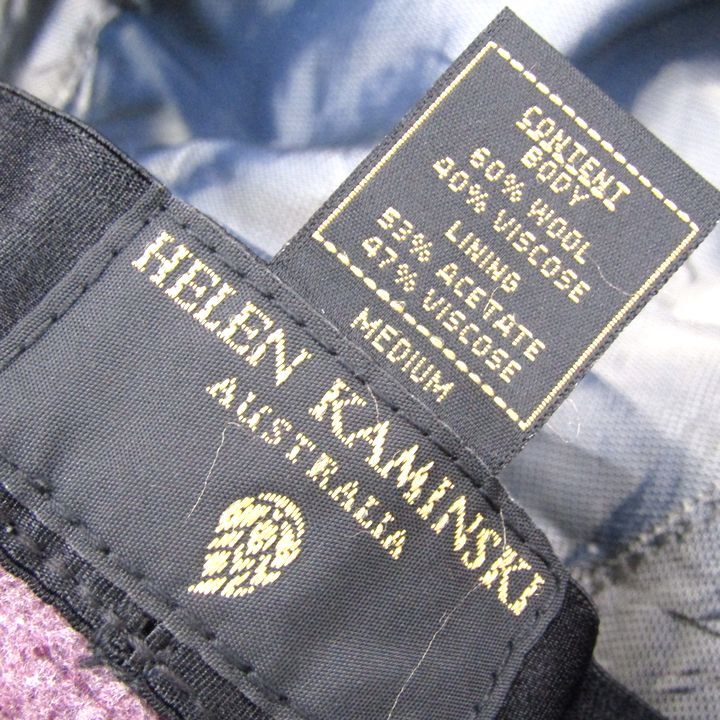 CONTENT
BODY
60% WOOL
40% VISCOSE
LINING
53% ACETATE
47% VISCOSE
MEDIUM
HELEN KAMINSKI
AUSTRALIA